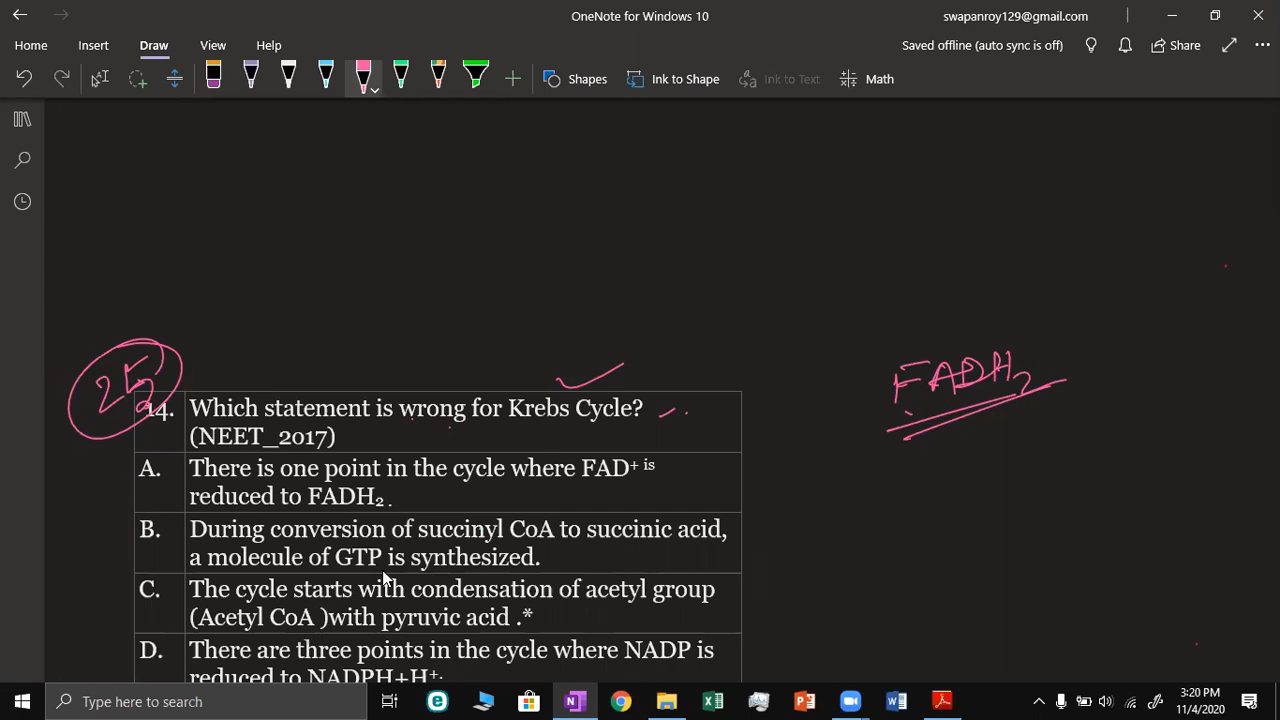 OneNote for Windows 10
swapanroy129@gmail.com
Home Insert Draw View Help
Saved offline (auto sync is off)
Share
Shapes Ink to Shape Ink to Text Math
25
FADH2
14. Which statement is wrong for Krebs Cycle?
(NEET_2017)
A. There is one point in the cycle where FAD+ is
reduced to FADH2 .
B. During conversion of succinyl CoA to succinic acid,
a molecule of GTP is synthesized.
C. The cycle starts with condensation of acetyl group
(Acetyl CoA )with pyruvic acid .*
D. There are three points in the cycle where NADP is
reduced to NADPH+H+.
Type here to search
3:20 PM
11/4/2020